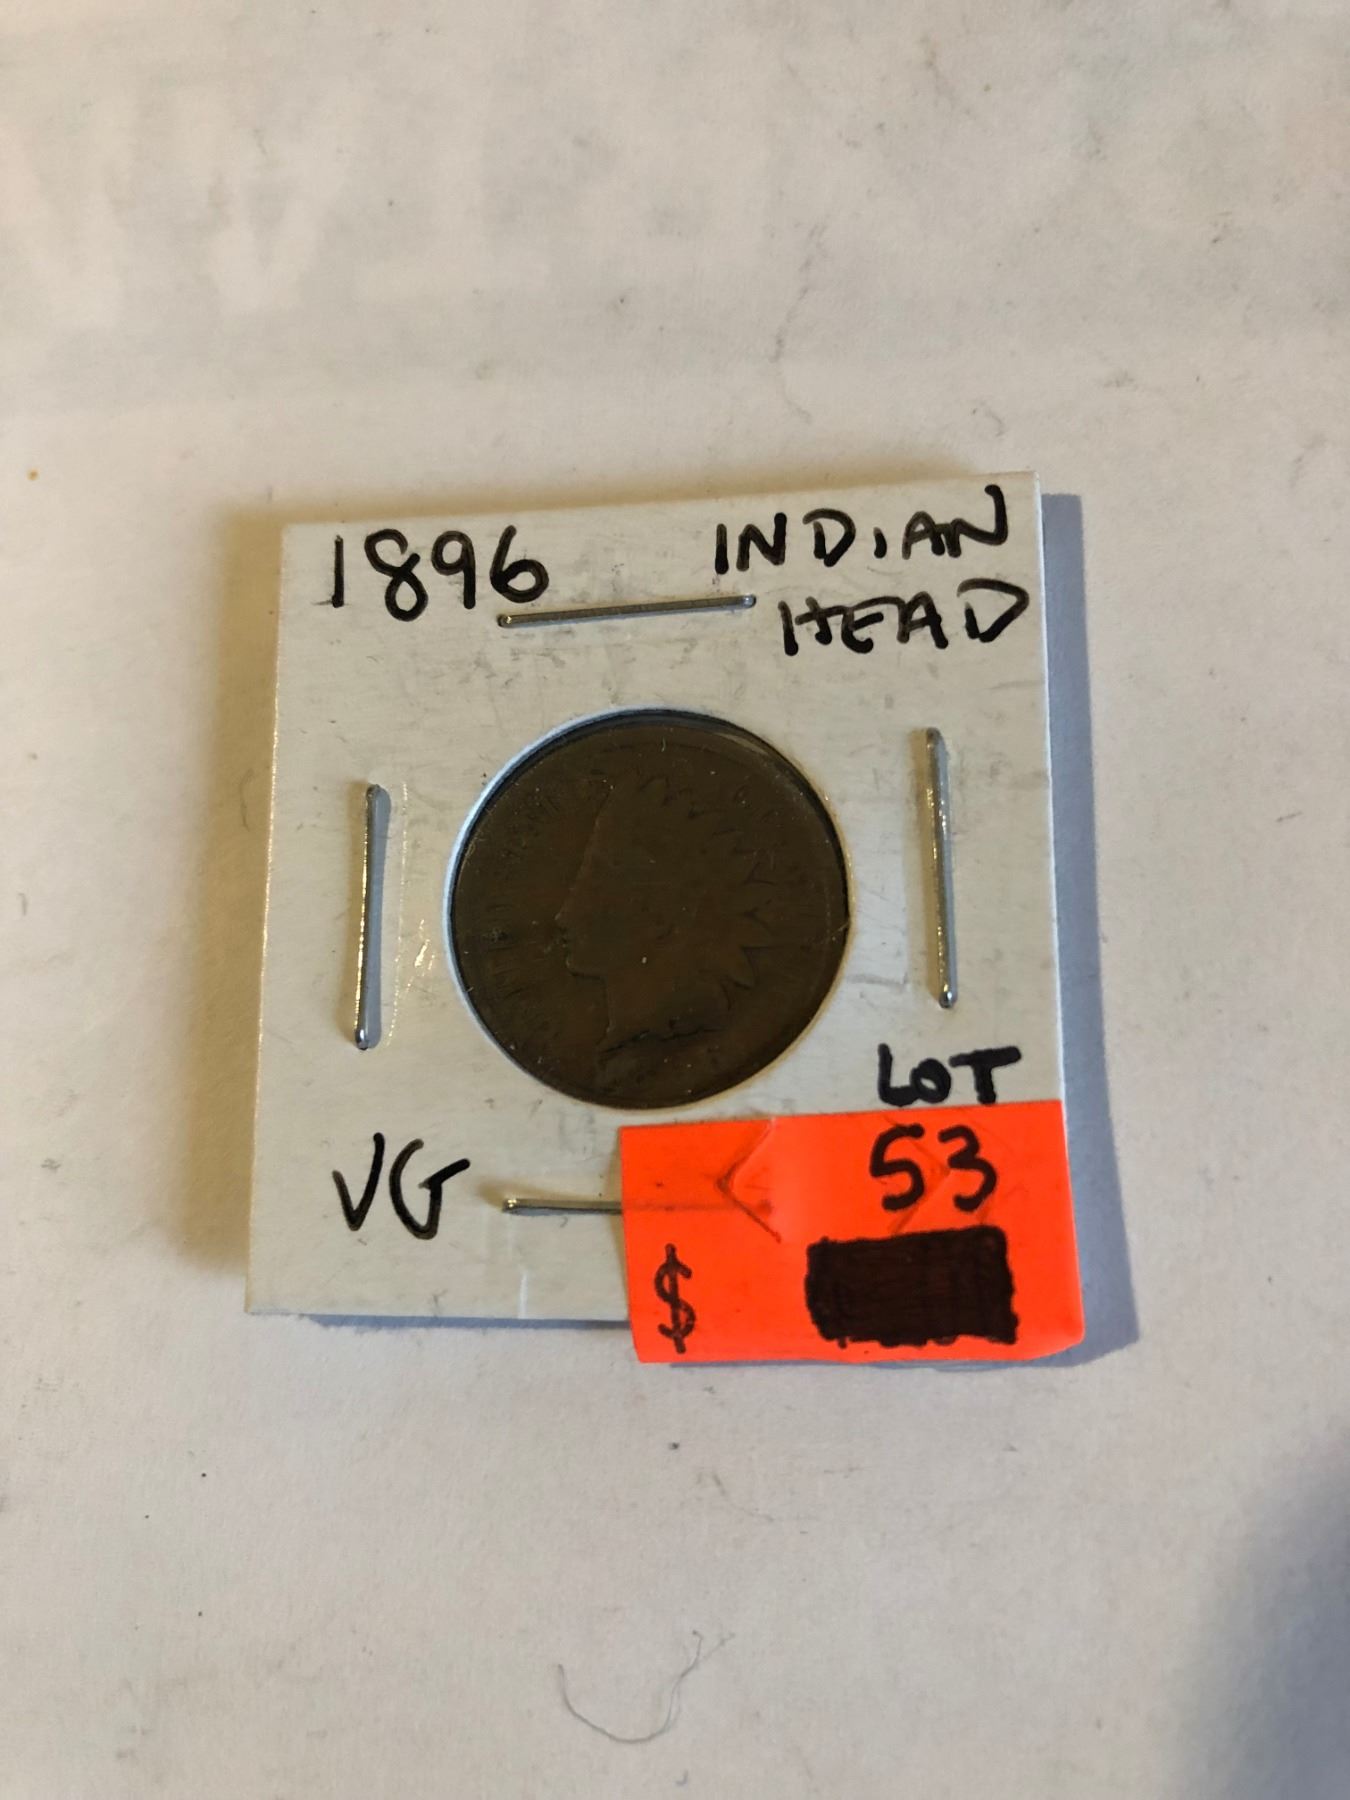 1896 INDIAN
HEAD
VG
LOT
53
$